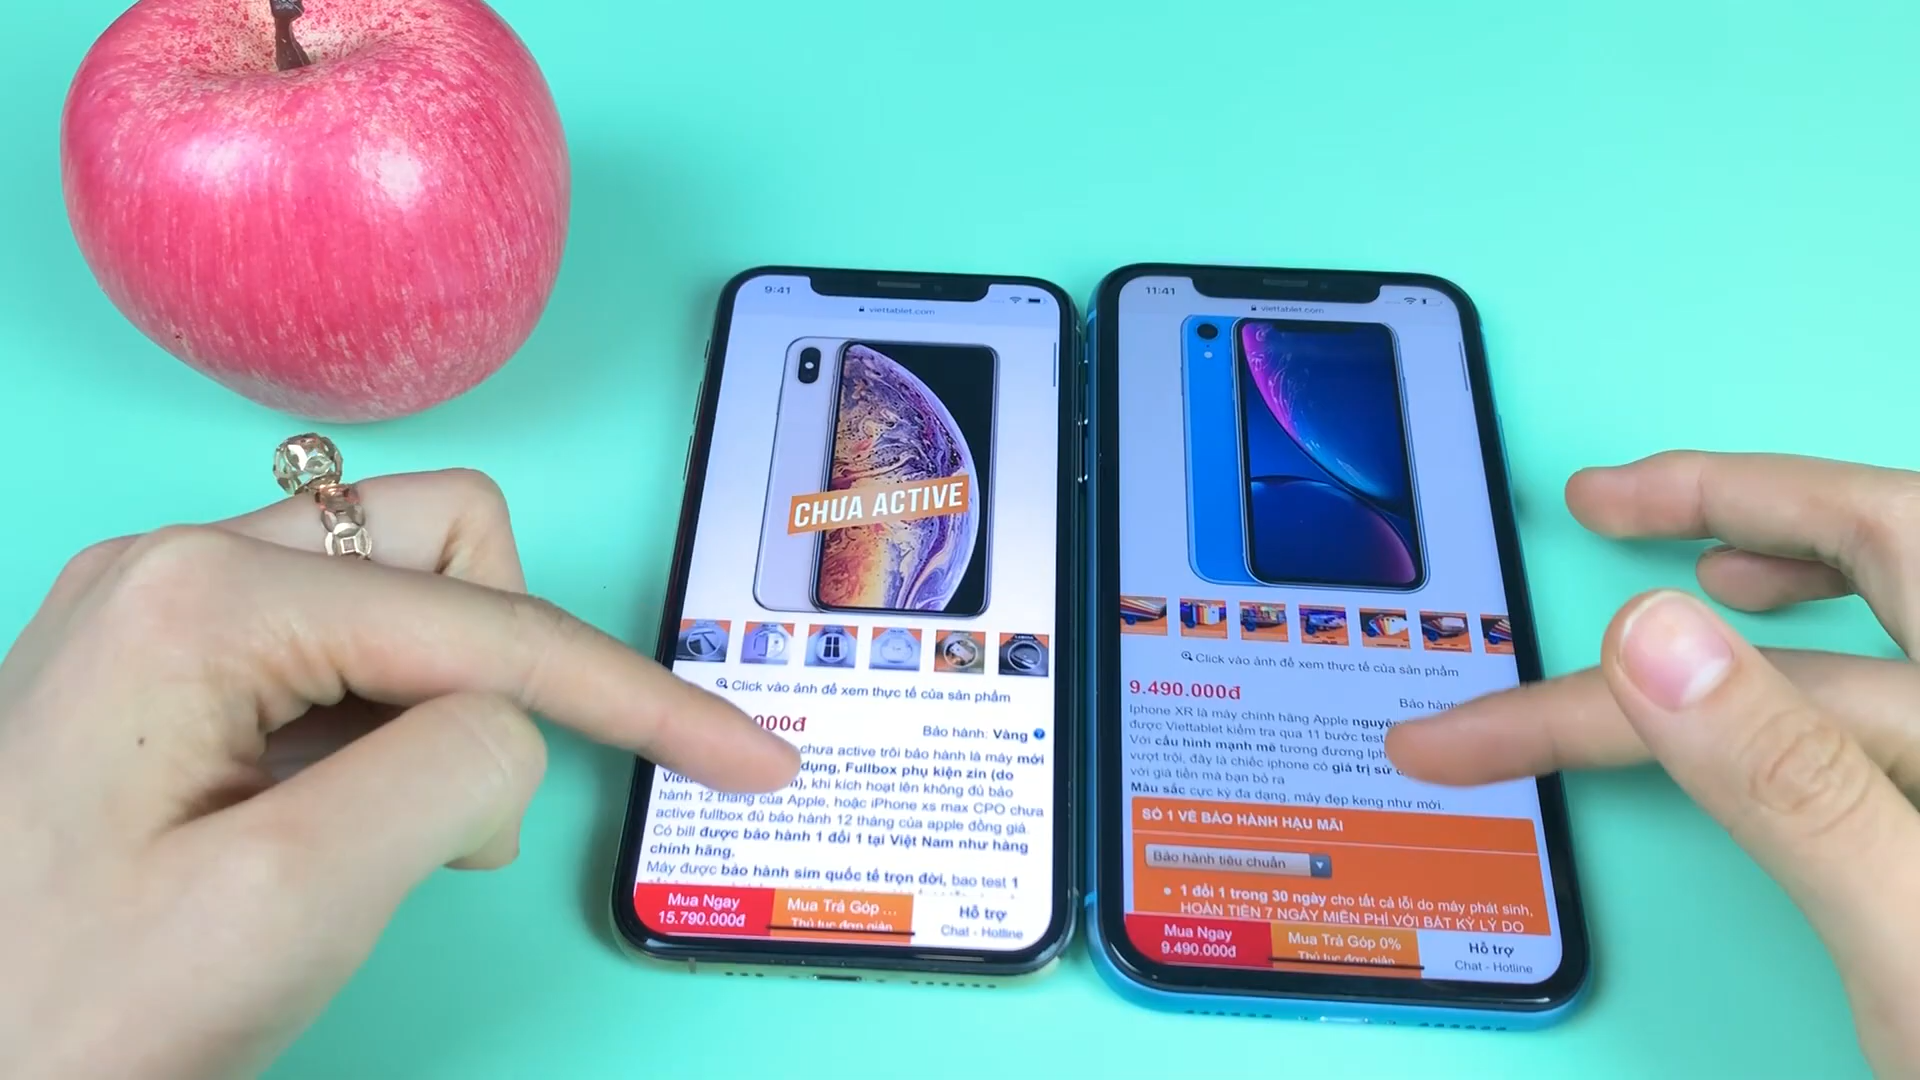 9:41
viettablet.com
CHƯA ACTIVE
Click vào ảnh để xem thực tế của sản phẩm
000đ
Bảo hành: Vàng
chưa active trôi bảo hành là máy mới
dụng, Fullbox phụ kiện zin (do
khi kích hoạt lên không đủ bảo
hành 12 tháng của Apple, hoặc iPhone xs max CPO chưa
active fullbox đủ bảo hành 12 tháng của apple đồng giá.
Có bill được bảo hành 1 đổi 1 tại Việt Nam như hàng
chính hãng.
Máy được bảo hành sim quốc tế trọn đời, bao test 1
Mua Ngay
15.790.000đ
Mua Trả Góp ...
Thủ tục đơn giản
Hỗ trợ
Chat - Hotline
11:41
viettablet.com
Click vào ảnh để xem thực tế của sản phẩm
9.490.000đ
Bảo hành
Iphone XR là máy chính hãng Apple
được Viettablet kiểm tra qua 11 bước test
Với cấu hình mạnh mẽ tương đương
vượt trội, đây là chiếc iphone có giá trị sử
với giá tiền mà bạn bỏ ra
Màu sắc cực kỳ đa dạng, máy đẹp keng như mới.
SỐ 1 VỀ BẢO HÀNH HẬU MÃI
Bảo hành tiêu chuẩn
1 đổi 1 trong 30 ngày cho tất cả lỗi do máy phát sinh,
HOÀN TIỀN 7 NGÀY MIỄN PHÍ VỚI BẤT KỲ LÝ DO
Mua Ngay
9.490.000đ
Mua Trả Góp 0%
Thủ tục đơn giản
Hỗ trợ
Chat - Hotline